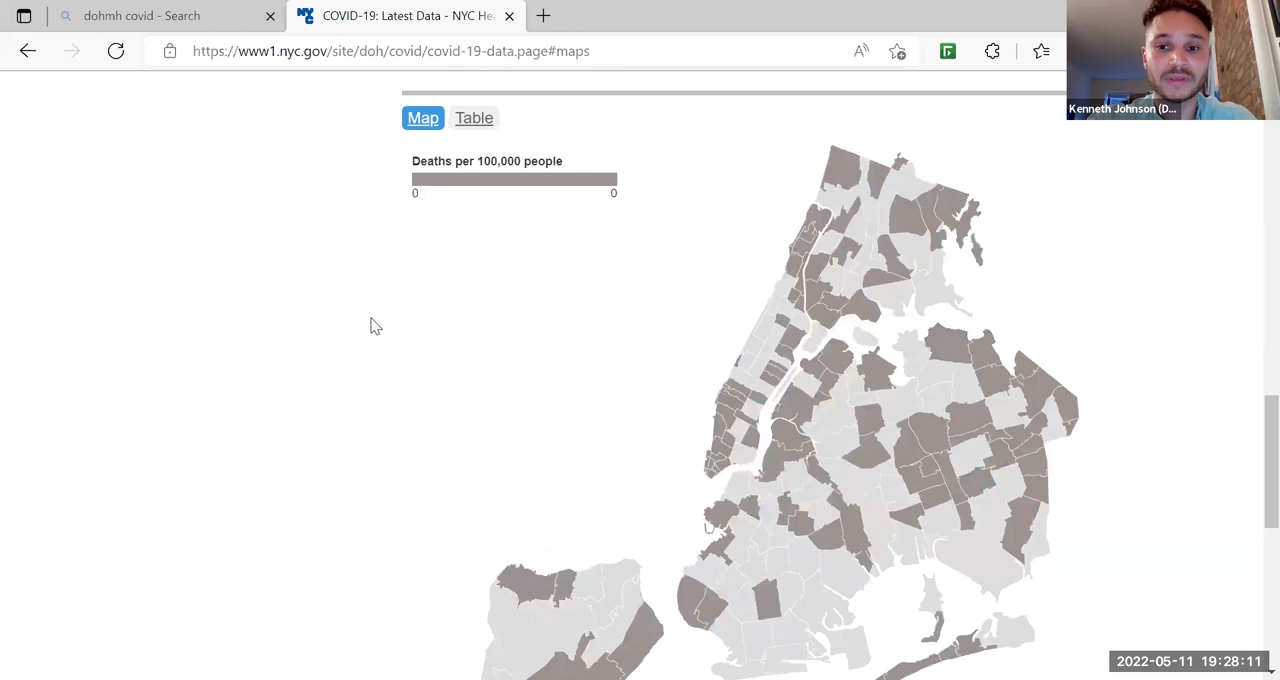 dohmh covid - Search
COVID-19: Latest Data - NYC He
https://www1.nyc.gov/site/doh/covid/covid-19-data.page#maps
Kenneth Johnson (D...
Map Table
Deaths per 100,000 people
0 0
2022-05-11 19:28:11